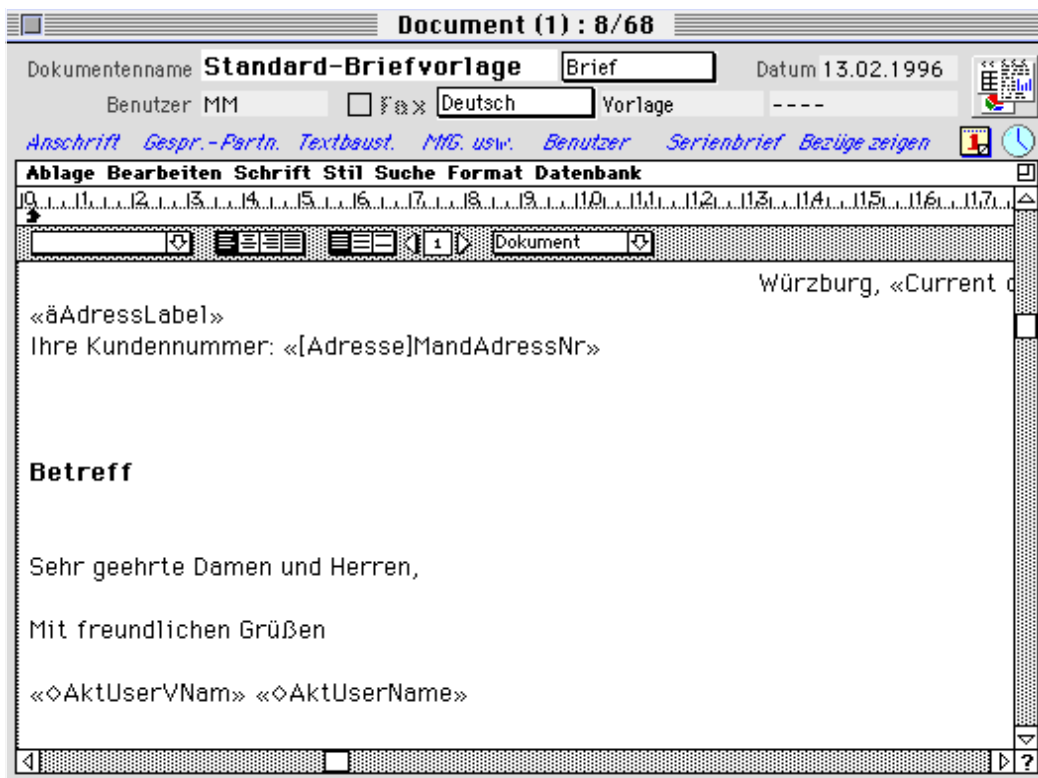 Document (1) : 8/68
Dokumentenname Standard-Briefvorlage Brief Datum 13.02.1996
Benutzer MM Fax Deutsch Vorlage ----
Anschrift Gespr.-Partn. Textbaust. MfG. usw. Benutzer Serienbrief Bezüge zeigen 1
Ablage Bearbeiten Schrift Stil Suche Format Datenbank
0 1 2 3 4 5 6 7 8 9 10 11 12 13 14 15 16 17
1 Dokument
Würzburg, «Current
«äAdressLabel»
Ihre Kundennummer: «[Adresse]MandAdressNr»
Betreff
Sehr geehrte Damen und Herren,
Mit freundlichen Grüßen
«◇AktUserVNam» «◇AktUserName»
?